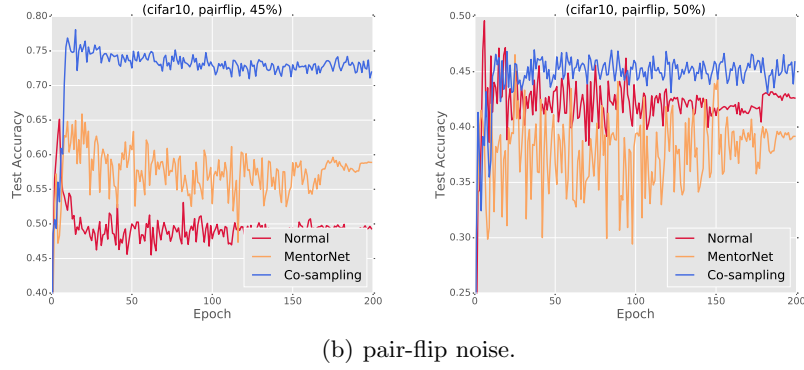 (cifar10, pairflip, 45%)
0.80
0.75
0.70
0.65
0.60
0.55
0.50
0.45
0.40
Test Accuracy
0
50
100
150
200
Epoch
Normal
MentorNet
Co-sampling
(cifar10, pairflip, 50%)
0.50
0.45
0.40
0.35
0.30
0.25
Test Accuracy
0
50
100
150
200
Epoch
Normal
MentorNet
Co-sampling
(b) pair-flip noise.